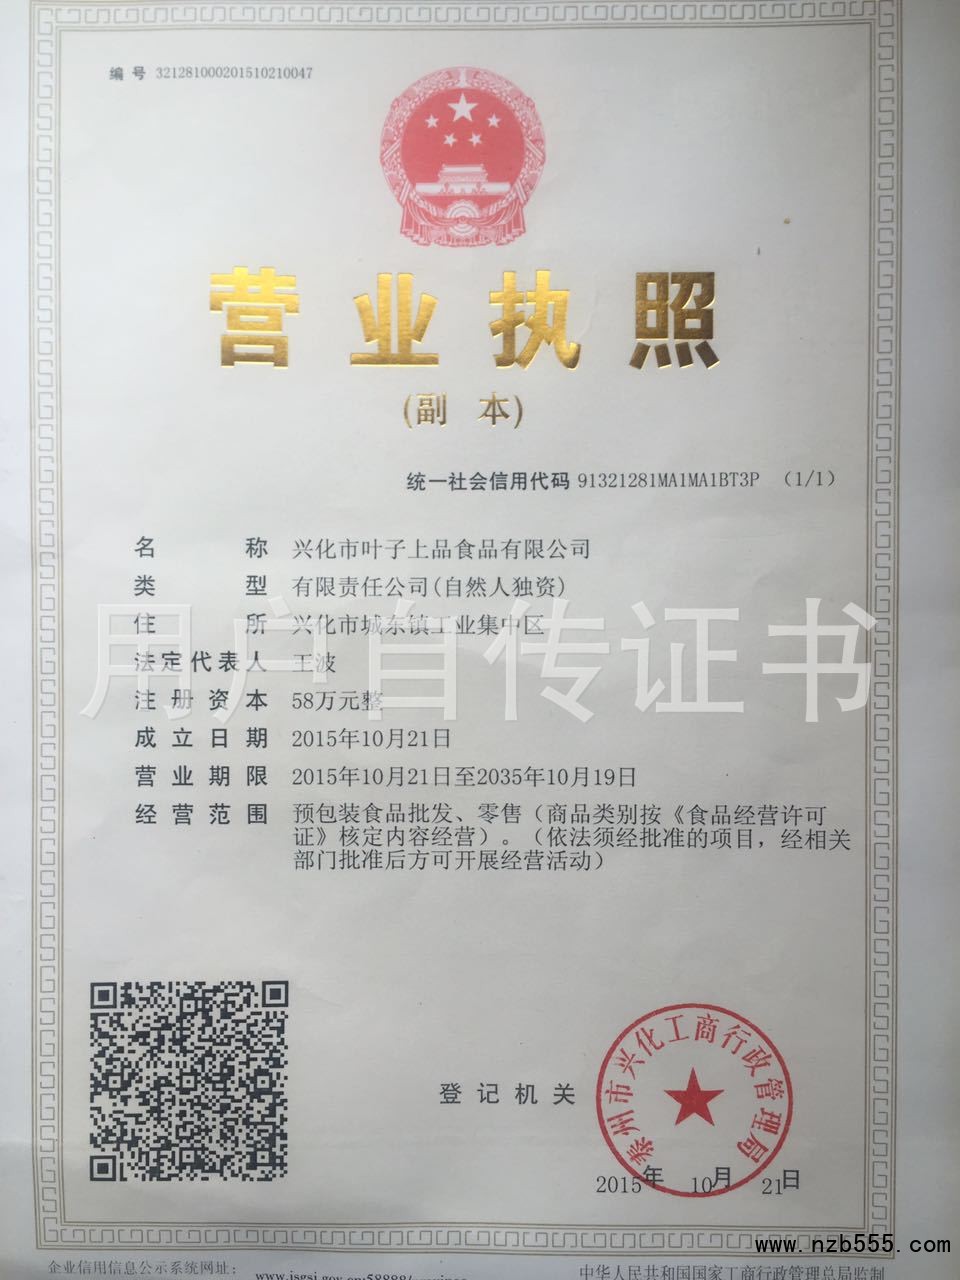 编 号 321281000201510210047
营业执照
(副 本)
统一社会信用代码 91321281MA1MA1BT3P （1/1）
名 称 兴化市叶子上品食品有限公司
类 型 有限责任公司(自然人独资)
住 所 兴化市城东镇工业集中区
法定代表人 王波
注册资本 58万元整
成立日期 2015年10月21日
营业期限 2015年10月21日至2035年10月19日
经营范围 预包装食品批发、零售（商品类别按《食品经营许可
证》核定内容经营）。（依法须经批准的项目，经相关
部门批准后方可开展经营活动）
用户自传证书
登记机关
泰州市兴化工商行政管理局
2015年 10月 21日
www.nzb555.com
企业信用信息公示系统网址：
中华人民共和国国家工商行政管理总局监制